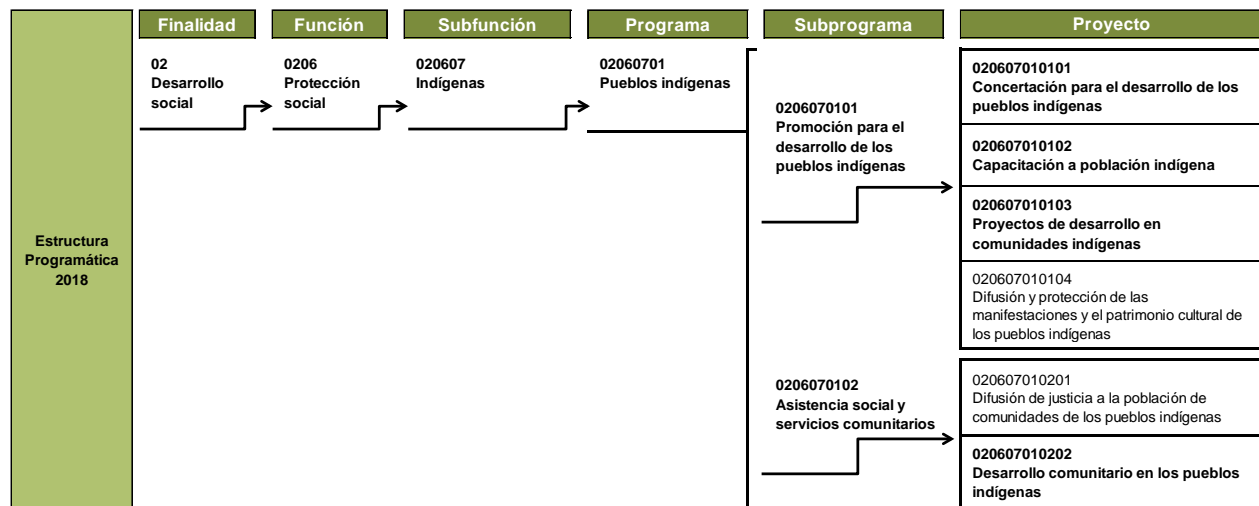 Finalidad
Función
Subfunción
Programa
Subprograma
Proyecto
Estructura
Programática
2018
02
Desarrollo
social
0206
Protección
social
020607
Indígenas
02060701
Pueblos indígenas
0206070101
Promoción para el
desarrollo de los
pueblos indígenas
020607010101
Concertación para el desarrollo de los
pueblos indígenas
020607010102
Capacitación a población indígena
020607010103
Proyectos de desarrollo en
comunidades indígenas
020607010104
Difusión y protección de las
manifestaciones y el patrimonio cultural de
los pueblos indígenas
0206070102
Asistencia social y
servicios comunitarios
020607010201
Difusión de justicia a la población de
comunidades de los pueblos indígenas
020607010202
Desarrollo comunitario en los pueblos
indígenas